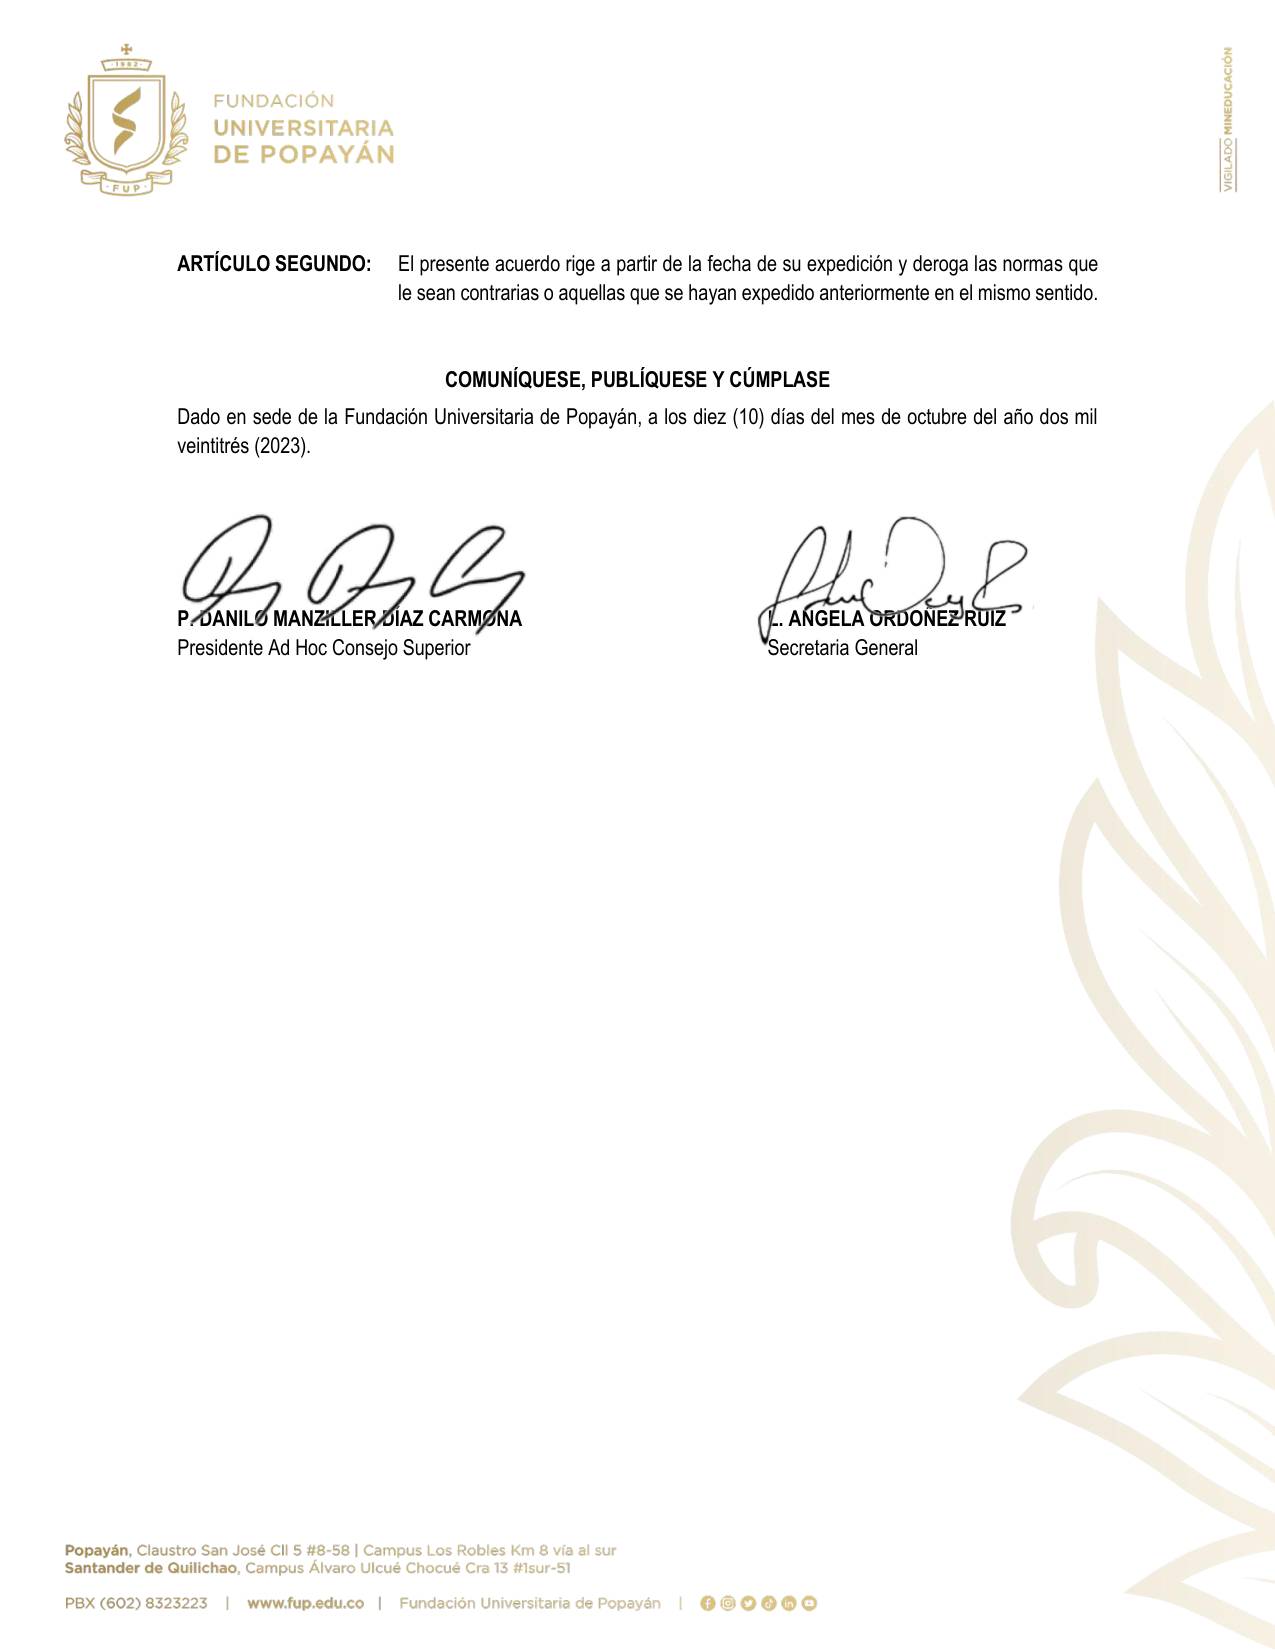 · 1982 ·
FUNDACIÓN
UNIVERSITARIA
DE POPAYÁN
· FUP ·
VIGILADO MINEDUCACIÓN
ARTÍCULO SEGUNDO: El presente acuerdo rige a partir de la fecha de su expedición y deroga las normas que
le sean contrarias o aquellas que se hayan expedido anteriormente en el mismo sentido.
COMUNÍQUESE, PUBLÍQUESE Y CÚMPLASE
Dado en sede de la Fundación Universitaria de Popayán, a los diez (10) días del mes de octubre del año dos mil
veintitrés (2023).
P. DANILO MANZILLER DÍAZ CARMONA L. ANGELA ORDOÑEZ RUIZ
Presidente Ad Hoc Consejo Superior Secretaria General
Popayán, Claustro San José Cll 5 #8-58 | Campus Los Robles Km 8 vía al sur
Santander de Quilichao, Campus Álvaro Ulcué Chocué Cra 13 #1sur-51
PBX (602) 8323223 | www.fup.edu.co | Fundación Universitaria de Popayán |